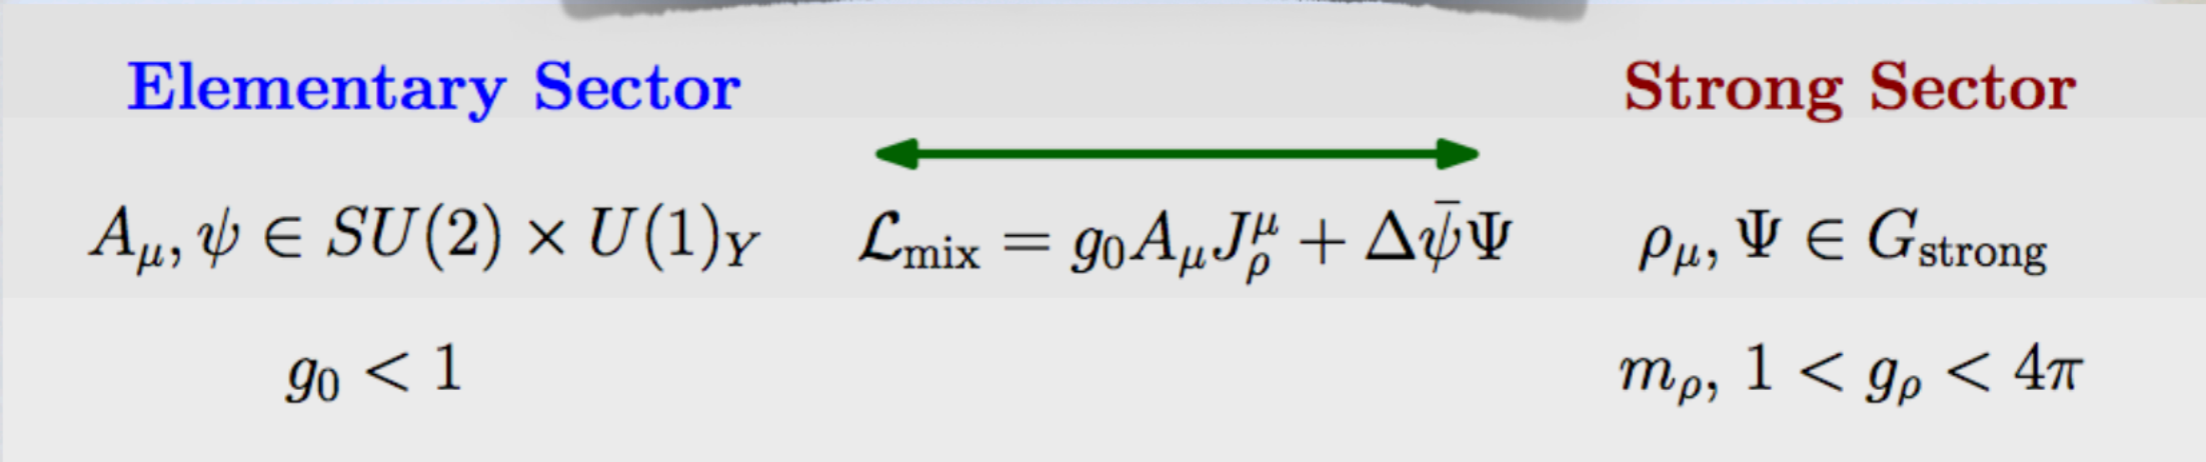 Elementary Sector
Strong Sector
A_μ, ψ ∈ SU(2) × U(1)_Y
ℒ_mix = g_0 A_μ J_ρ^μ + Δψ̄Ψ
ρ_μ, Ψ ∈ G_strong
g_0 < 1
m_ρ, 1 < g_ρ < 4π